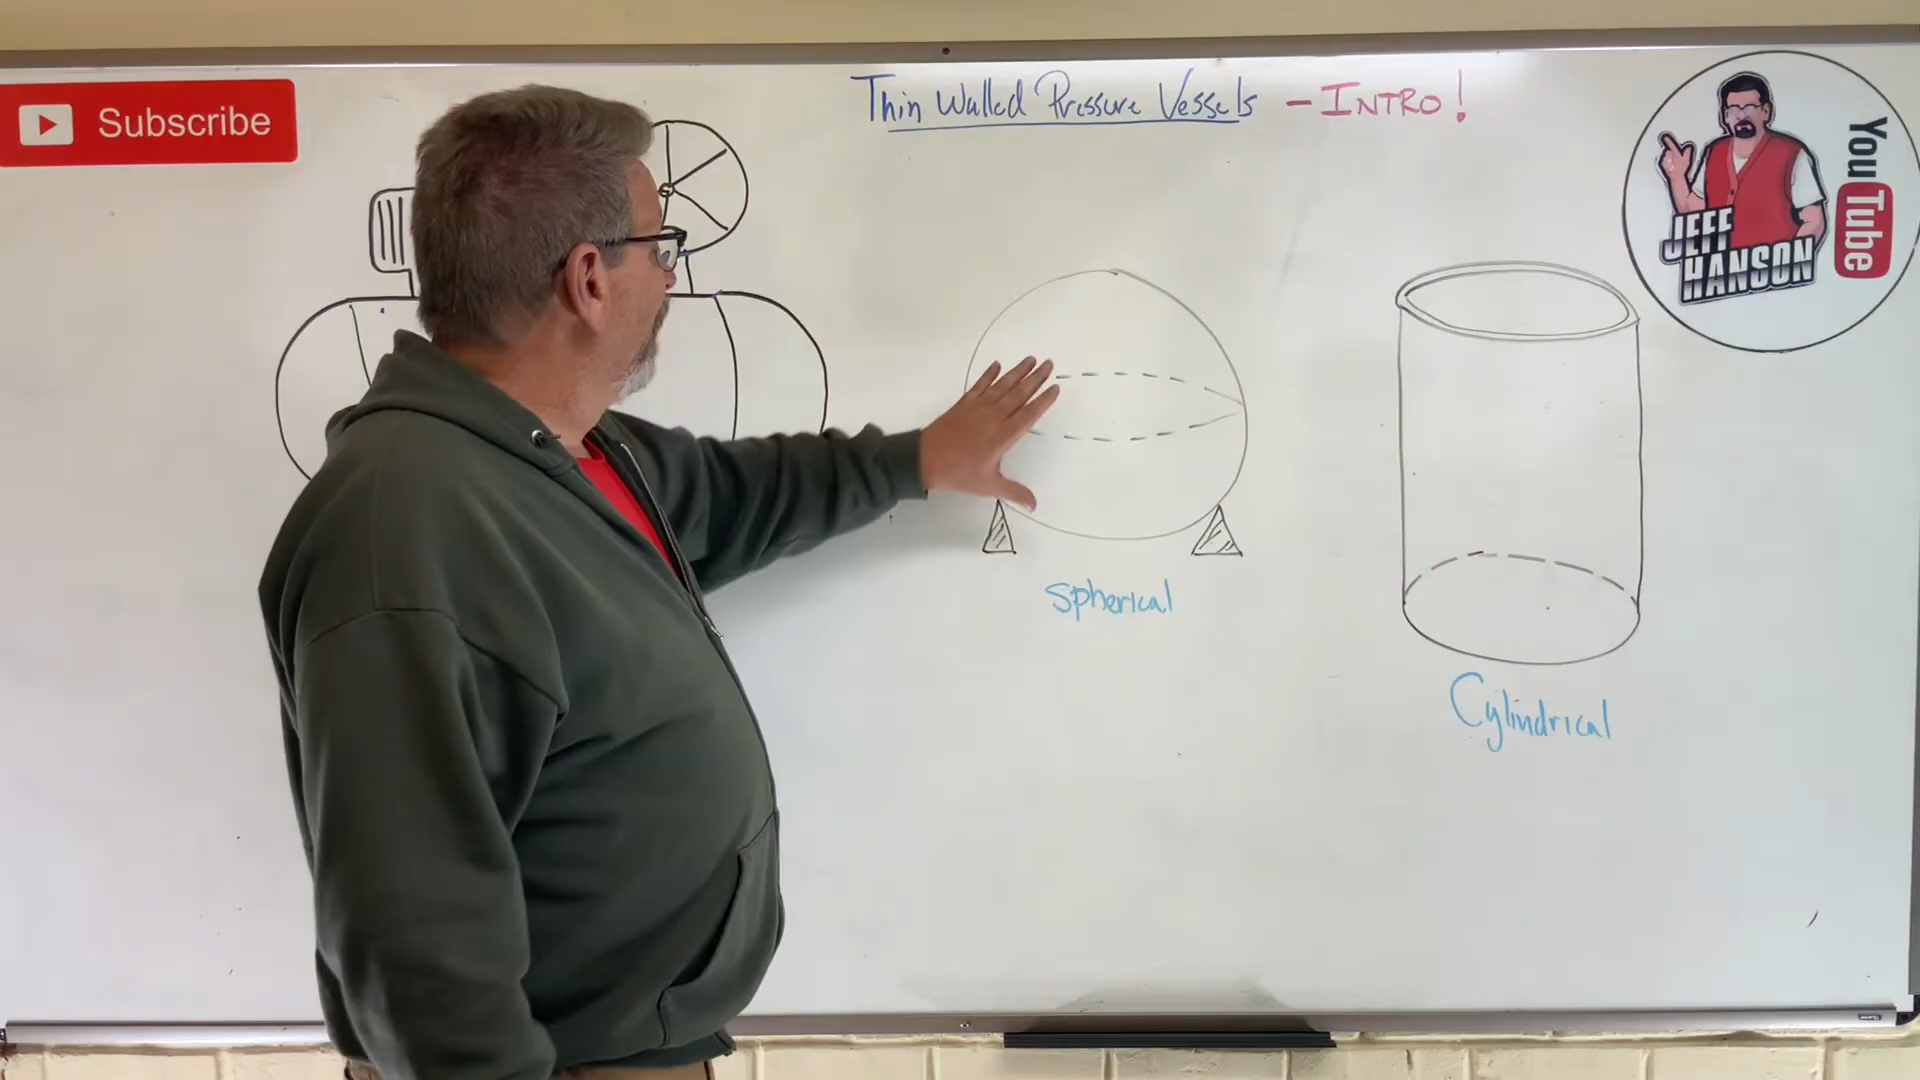 Subscribe
Thin Walled Pressure Vessels - INTRO!
JEFF
HANSON
YouTube
Spherical
Cylindrical